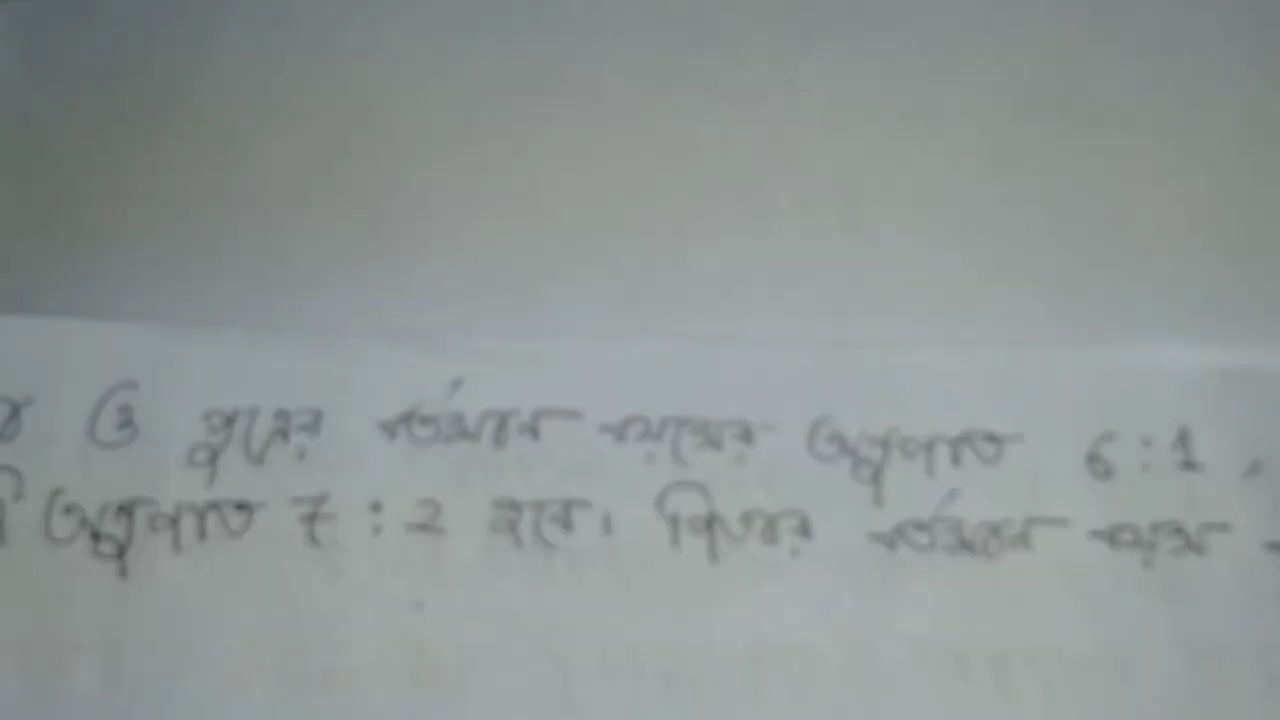 ও পুত্রের বর্তমান বয়সের অনুপাত 6:1,
অনুপাত 7:2 হবে। পিতার বর্তমান বয়স